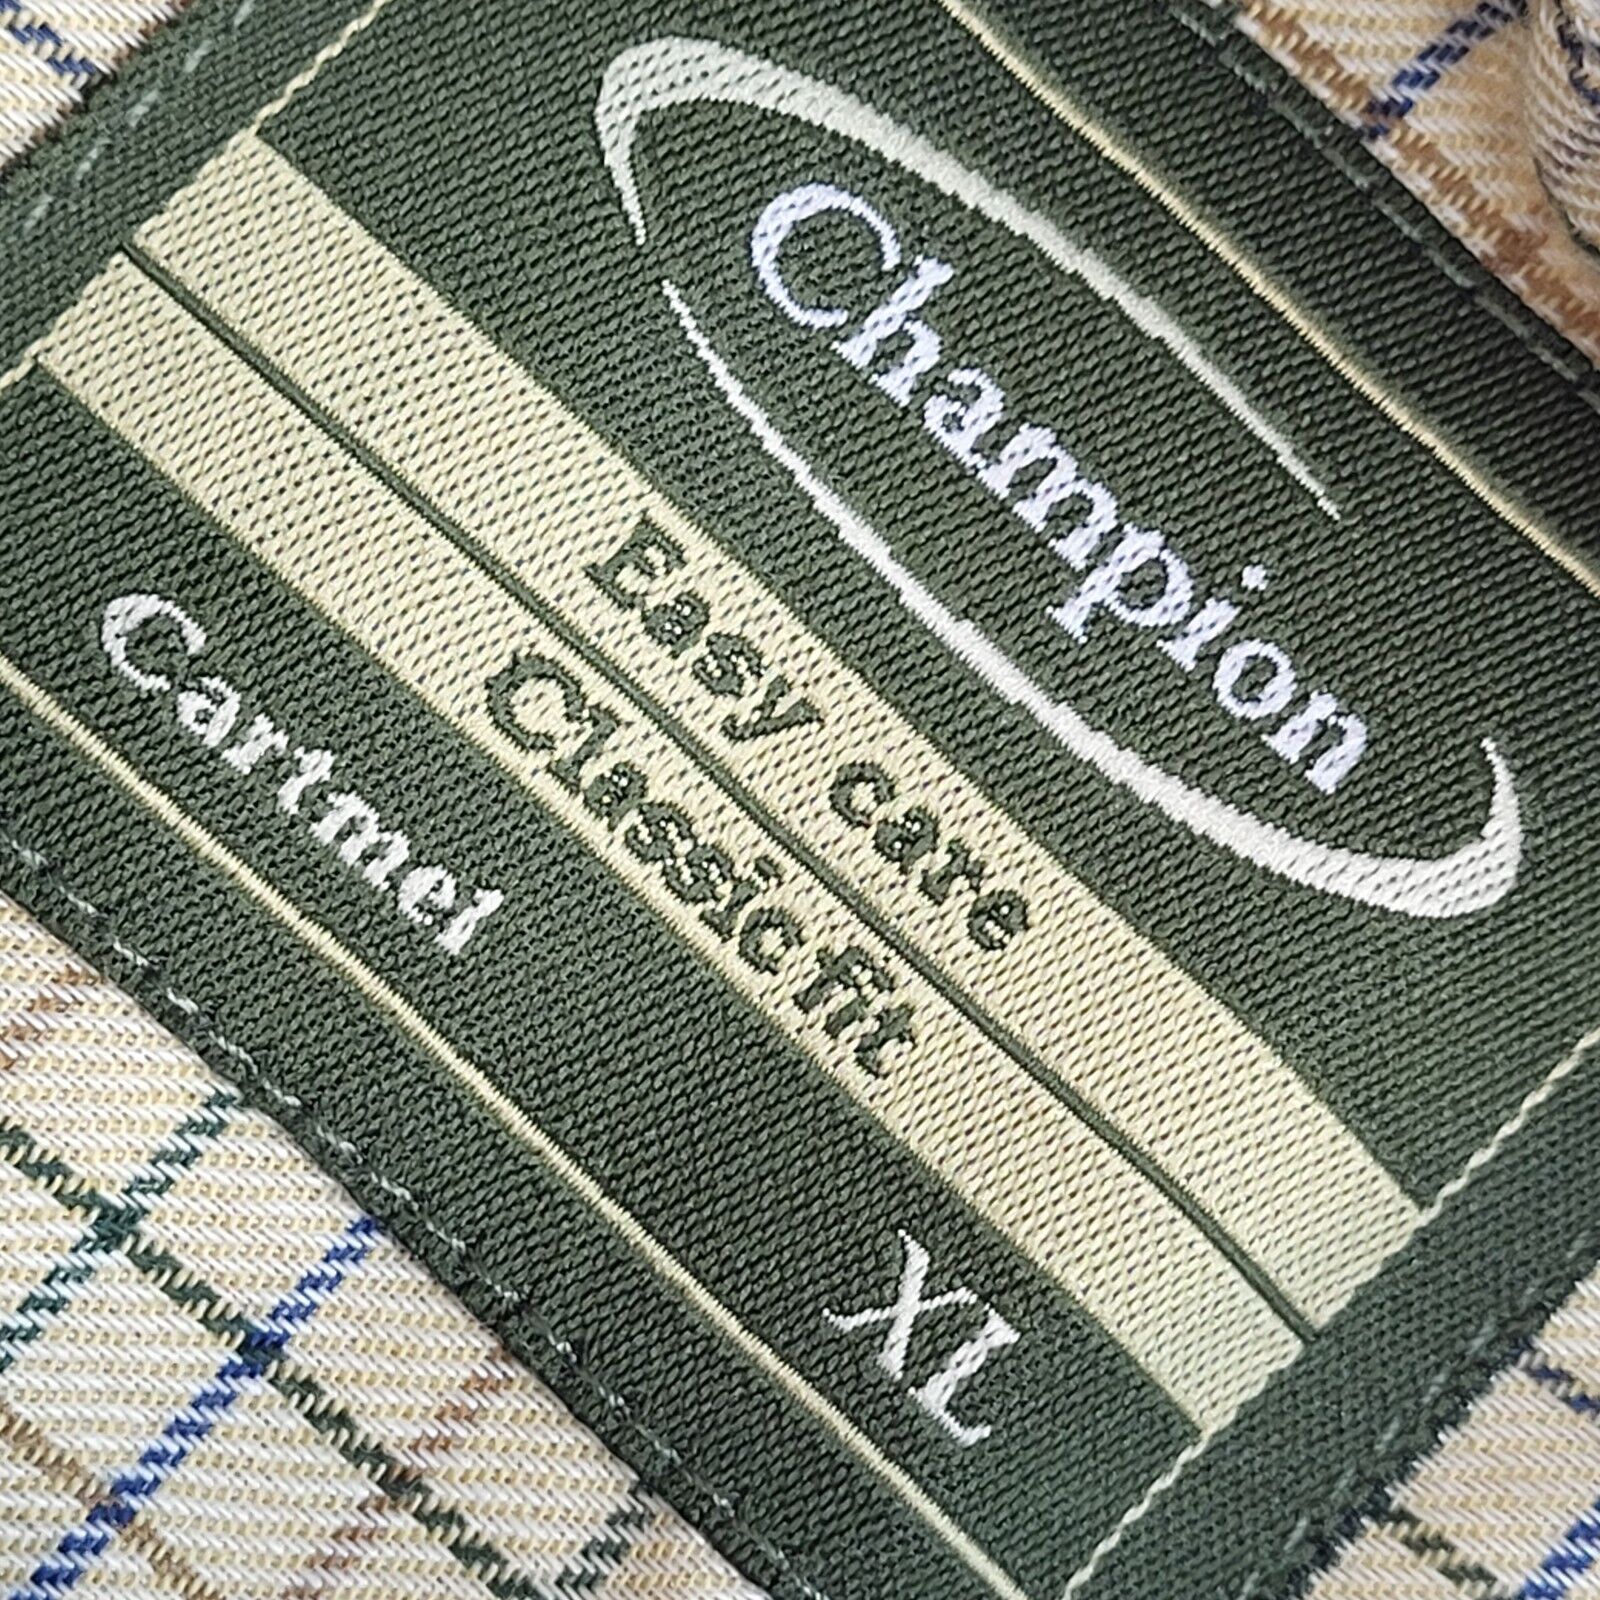 Champion
Easy care
Classic fit
Cartmel
XL